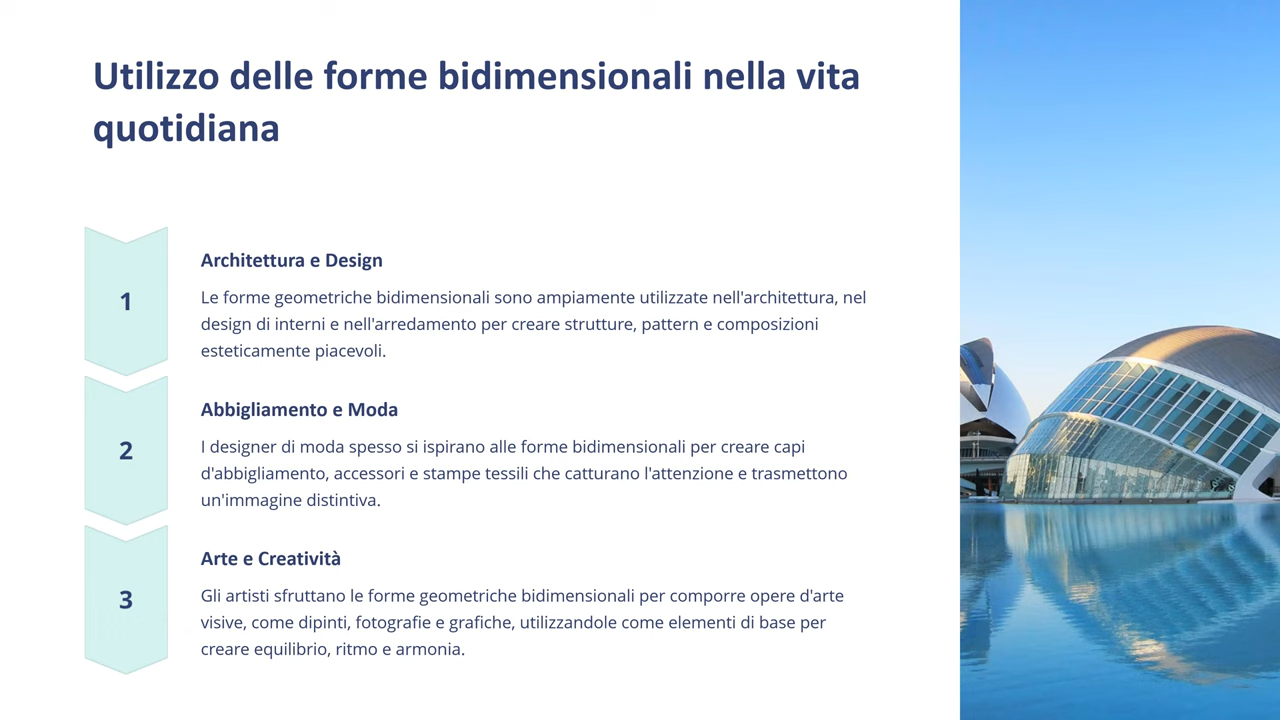 Utilizzo delle forme bidimensionali nella vita
quotidiana
1
Architettura e Design
Le forme geometriche bidimensionali sono ampiamente utilizzate nell'architettura, nel
design di interni e nell'arredamento per creare strutture, pattern e composizioni
esteticamente piacevoli.
2
Abbigliamento e Moda
I designer di moda spesso si ispirano alle forme bidimensionali per creare capi
d'abbigliamento, accessori e stampe tessili che catturano l'attenzione e trasmettono
un'immagine distintiva.
3
Arte e Creatività
Gli artisti sfruttano le forme geometriche bidimensionali per comporre opere d'arte
visive, come dipinti, fotografie e grafiche, utilizzandole come elementi di base per
creare equilibrio, ritmo e armonia.